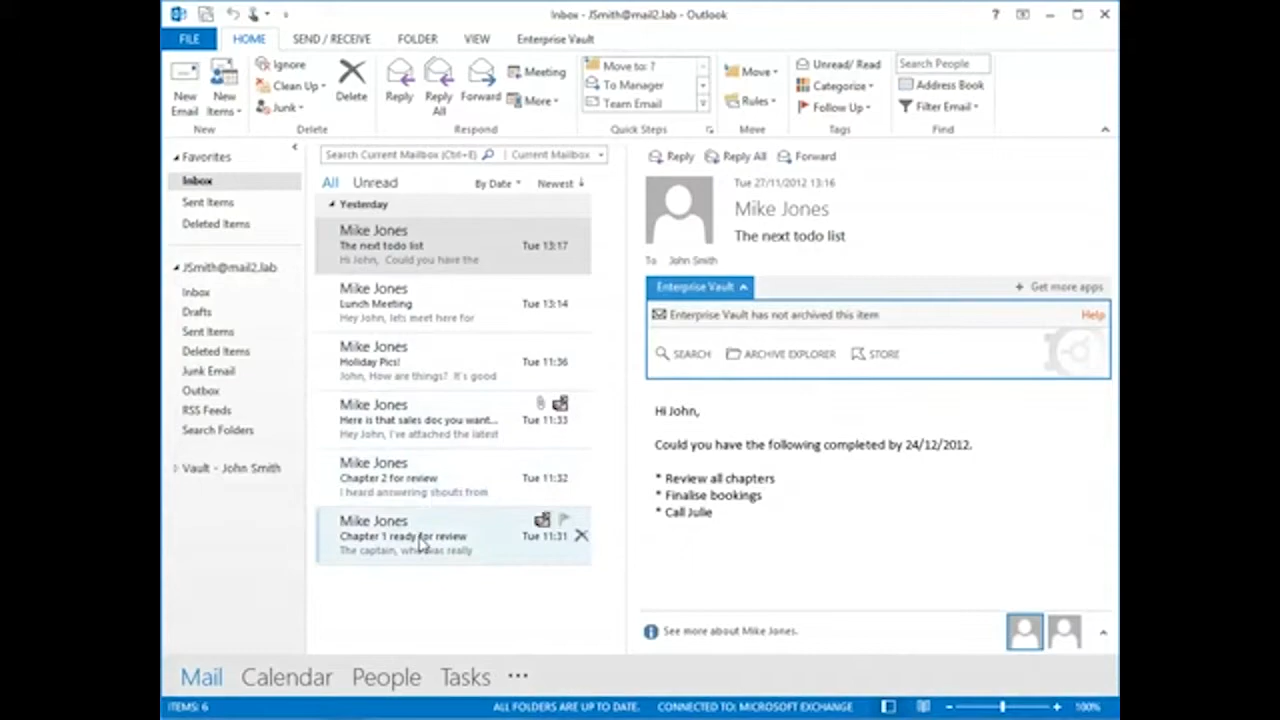 Inbox - JSmith@mail2.lab - Outlook
FILE HOME SEND / RECEIVE FOLDER VIEW Enterprise Vault
New Email
New Items
Ignore
Clean Up
Junk
Delete
Reply
Reply All
Forward
Meeting
More
Move to: ?
To Manager
Team Email
Move
Rules
Unread/ Read
Categorize
Follow Up
Search People
Address Book
Filter Email
New Delete Respond Quick Steps Move Tags Find
Favorites
Inbox
Sent Items
Deleted Items
JSmith@mail2.lab
Inbox
Drafts
Sent Items
Deleted Items
Junk Email
Outbox
RSS Feeds
Search Folders
Vault - John Smith
Search Current Mailbox (Ctrl+E) Current Mailbox
All Unread By Date Newest
Yesterday
Mike Jones
The next todo list Tue 13:17
Hi John, Could you have the
Mike Jones
Lunch Meeting Tue 13:14
Hey John, lets meet here for
Mike Jones
Holiday Pics! Tue 11:36
John, How are things? It's good
Mike Jones
Here is that sales doc you want... Tue 11:33
Hey John, I've attached the latest
Mike Jones
Chapter 2 for review Tue 11:32
I heard answering shouts from
Mike Jones
Chapter 1 ready for review Tue 11:31
The captain, who was really
Reply Reply All Forward
Tue 27/11/2012 13:16
Mike Jones
The next todo list
To John Smith
Enterprise Vault + Get more apps
Enterprise Vault has not archived this item Help
SEARCH ARCHIVE EXPLORER STORE
Hi John,
Could you have the following completed by 24/12/2012.
* Review all chapters
* Finalise bookings
* Call Julie
See more about Mike Jones.
Mail Calendar People Tasks ...
ITEMS: 6 ALL FOLDERS ARE UP TO DATE. CONNECTED TO: MICROSOFT EXCHANGE 100%